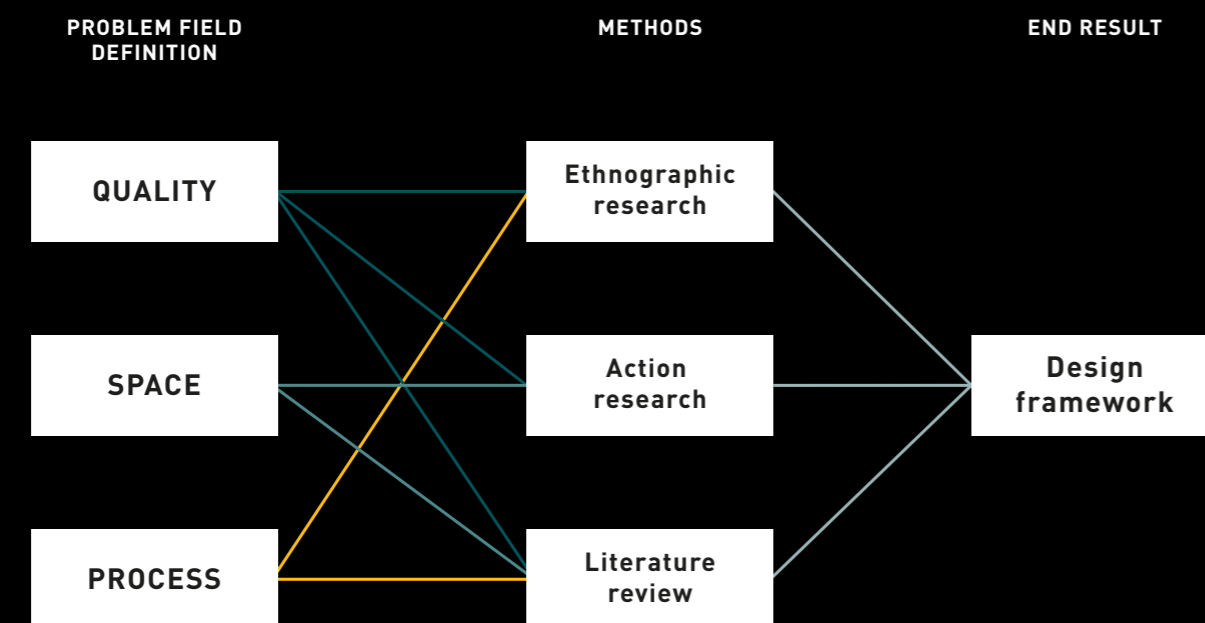 PROBLEM FIELD
DEFINITION
METHODS
END RESULT
QUALITY
Ethnographic
research
SPACE
Action
research
Design
framework
PROCESS
Literature
review